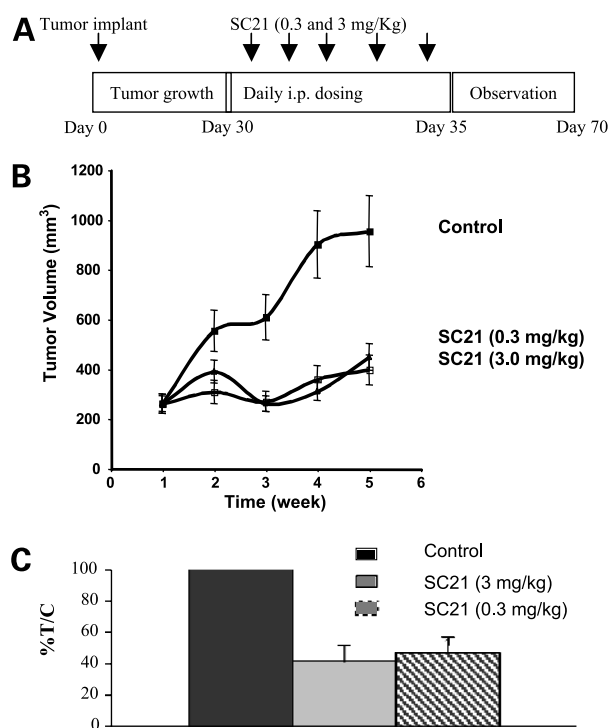 A
Tumor implant SC21 (0.3 and 3 mg/Kg)
Tumor growth Daily i.p. dosing Observation
Day 0 Day 30 Day 35 Day 70
B
1200
1000
800
600
400
200
0
Tumor Volume (mm3)
0 1 2 3 4 5 6
Time (week)
Control
SC21 (0.3 mg/kg)
SC21 (3.0 mg/kg)
C
100
80
60
40
20
0
%T/C
Control
SC21 (3 mg/kg)
SC21 (0.3 mg/kg)